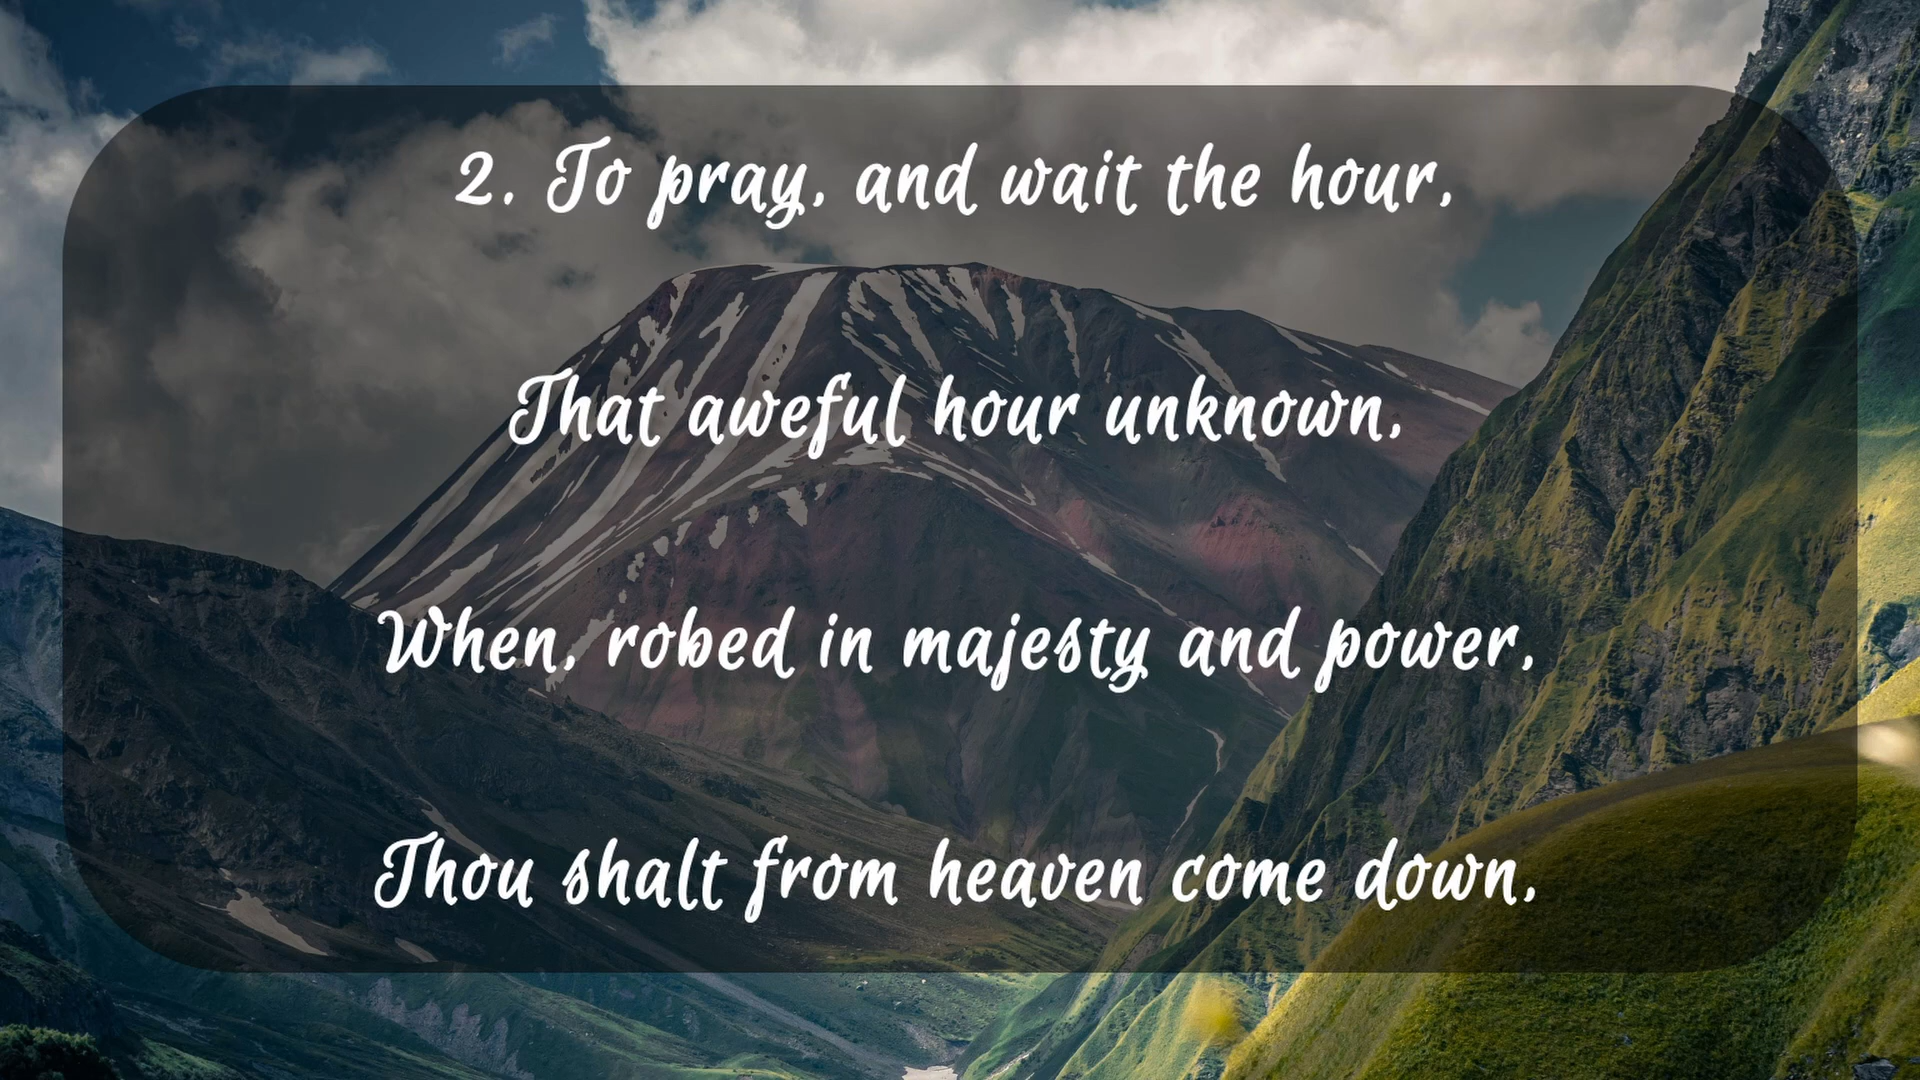 2. To pray, and wait the hour,
That aweful hour unknown,
When, robed in majesty and power,
Thou shalt from heaven come down,